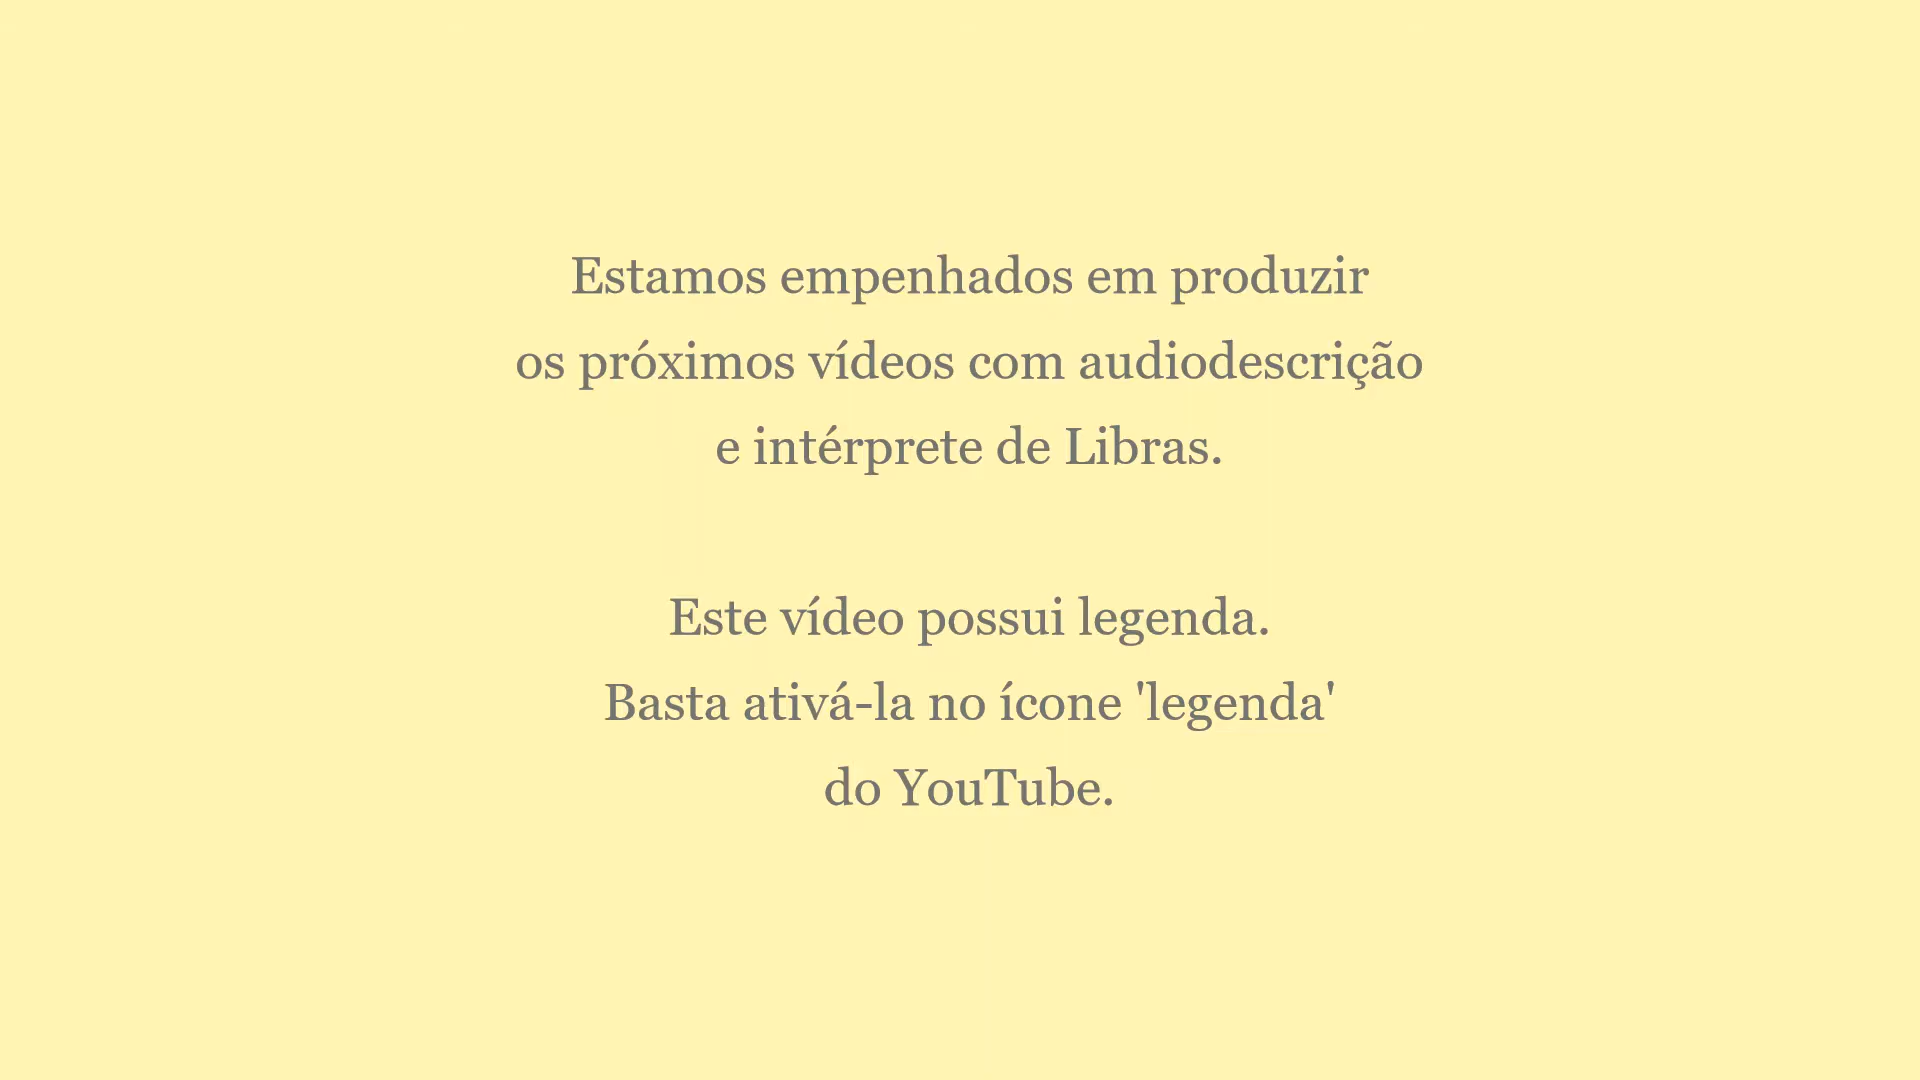 Estamos empenhados em produzir
os próximos vídeos com audiodescrição
e intérprete de Libras.
Este vídeo possui legenda.
Basta ativá-la no ícone 'legenda'
do YouTube.